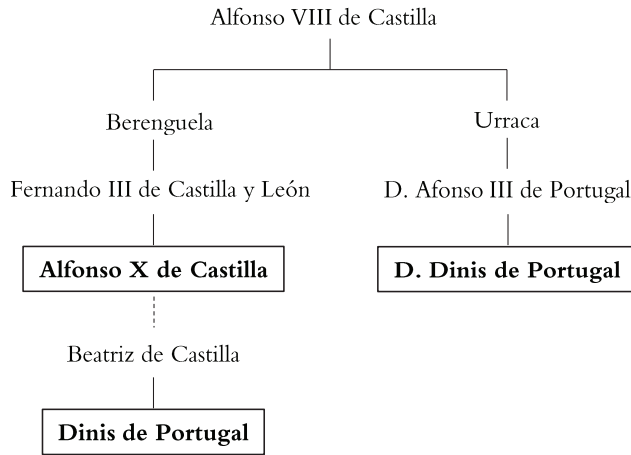 Alfonso VIII de Castilla
Berenguela
Urraca
Fernando III de Castilla y León
D. Afonso III de Portugal
Alfonso X de Castilla
D. Dinis de Portugal
Beatriz de Castilla
Dinis de Portugal